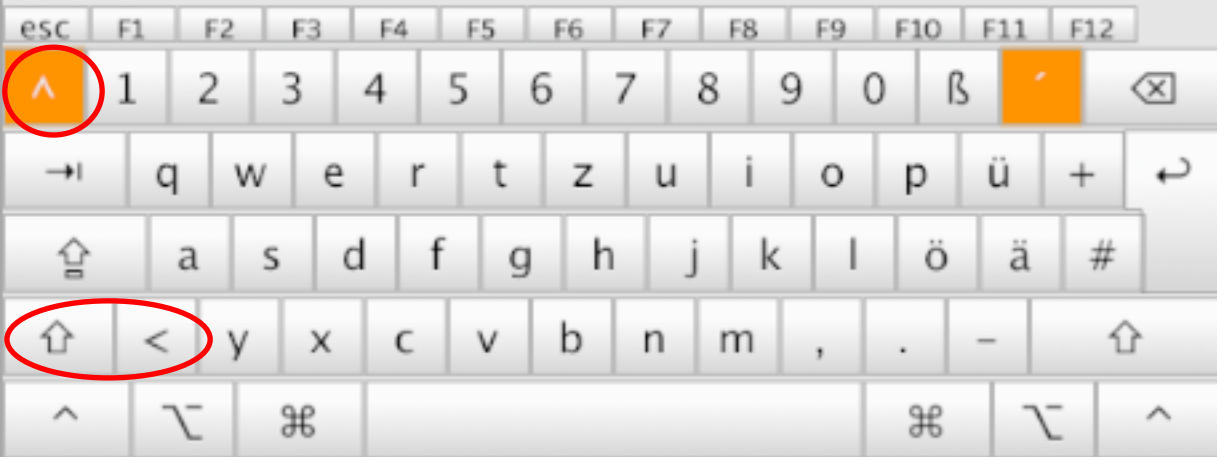 esc F1 F2 F3 F4 F5 F6 F7 F8 F9 F10 F11 F12
^ 1 2 3 4 5 6 7 8 9 0 ß ´ ⌫
⇥ q w e r t z u i o p ü + ↩
⇪ a s d f g h j k l ö ä #
⇧ < y x c v b n m , . – ⇧
^ ⌥ ⌘ ⌘ ⌥ ^